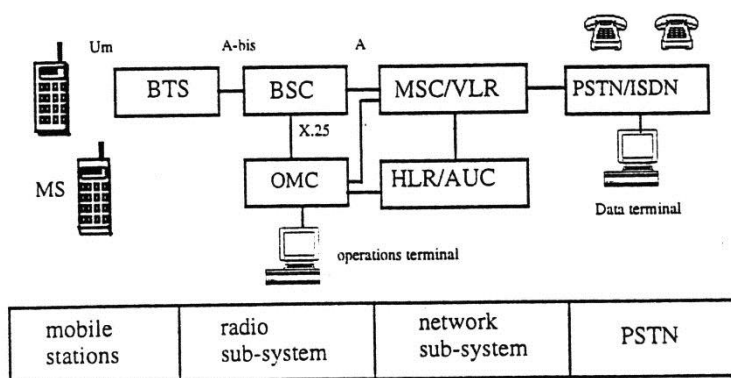 Um
A-bis
A
BTS
BSC
MSC/VLR
PSTN/ISDN
X.25
MS
OMC
HLR/AUC
Data terminal
operations terminal
mobile
stations
radio
sub-system
network
sub-system
PSTN